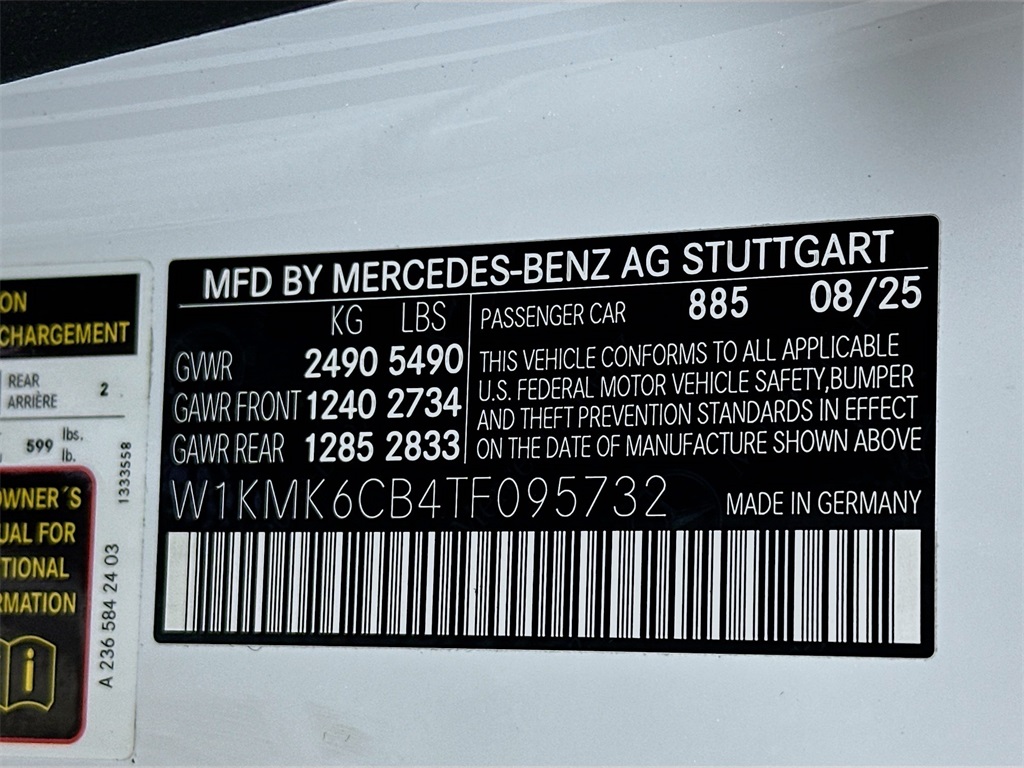 ON
CHARGEMENT
REAR
ARRIÈRE 2
599 lbs.
lb.
1333558
OWNER´S
UAL FOR
TIONAL
RMATION
A 236 584 24 03
MFD BY MERCEDES-BENZ AG STUTTGART
KG LBS
GVWR 2490 5490
GAWR FRONT 1240 2734
GAWR REAR 1285 2833
PASSENGER CAR 885 08/25
THIS VEHICLE CONFORMS TO ALL APPLICABLE
U.S. FEDERAL MOTOR VEHICLE SAFETY,BUMPER
AND THEFT PREVENTION STANDARDS IN EFFECT
ON THE DATE OF MANUFACTURE SHOWN ABOVE
W1KMK6CB4TF095732
MADE IN GERMANY